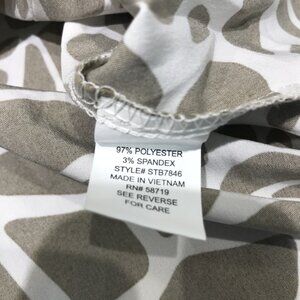 97% POLYESTER
3% SPANDEX
STYLE# STB7846
MADE IN VIETNAM
RN# 58719
SEE REVERSE
FOR CARE